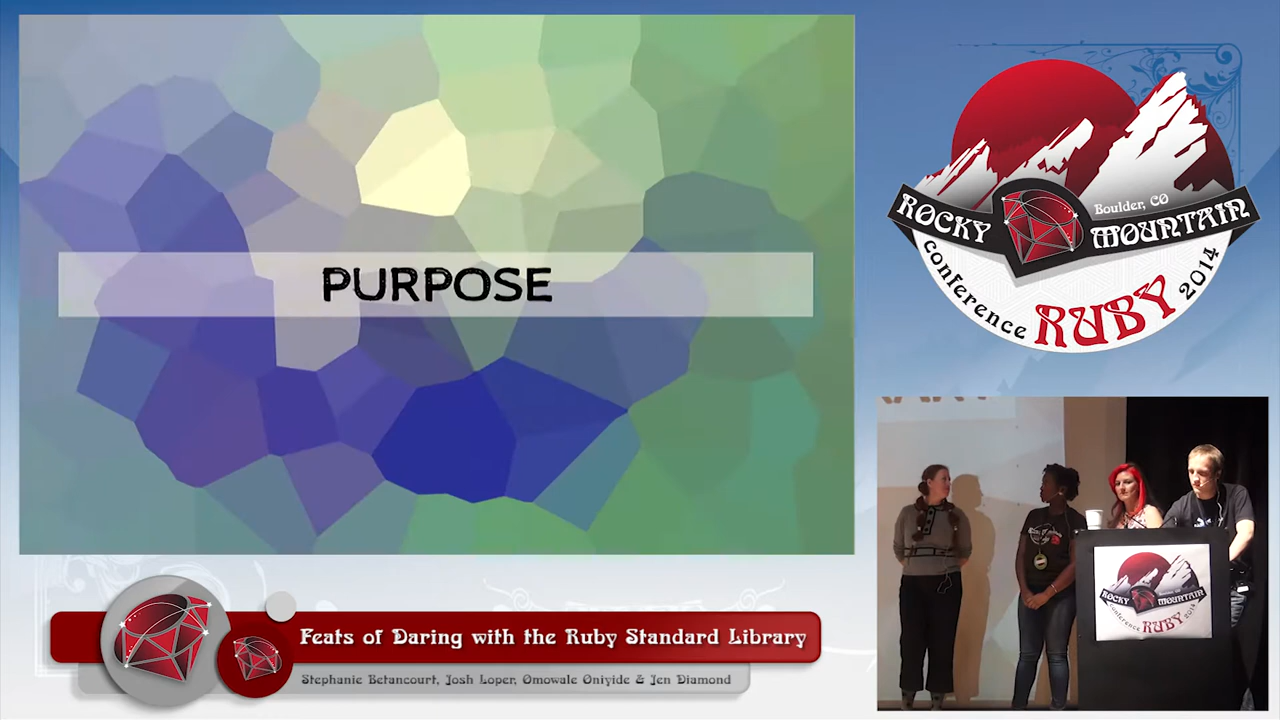 PURPOSE
Boulder, CO
ROCKY MOUNTAIN
conference RUBY 2014
ROCKY MOUNTAIN
conference RUBY 2014
Feats of Daring with the Ruby Standard Library
Stephanie Betancourt, Josh Loper, Omowale Oniyide & Jen Diamond